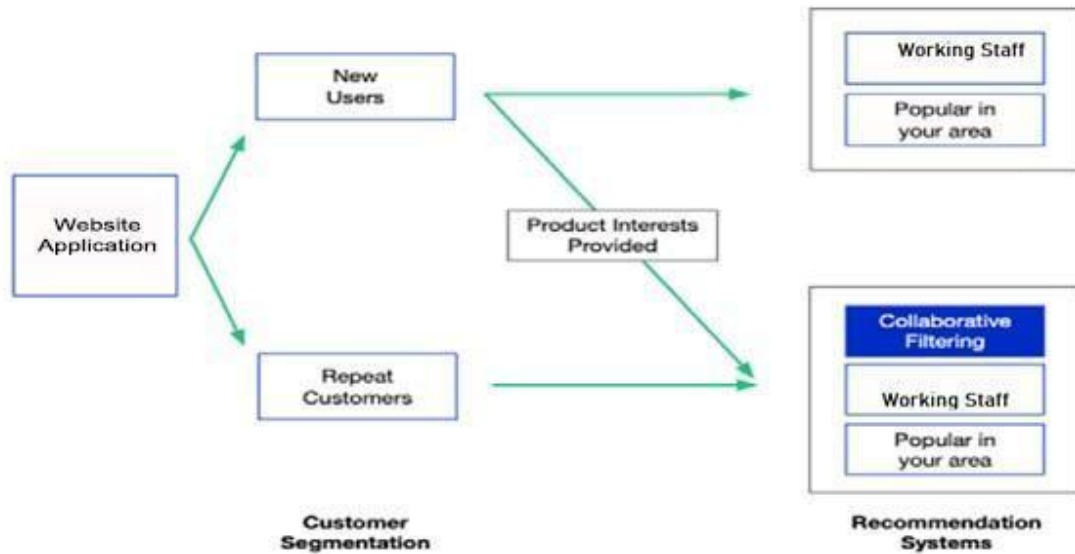 Website
Application
New
Users
Repeat
Customers
Product Interests
Provided
Working Staff
Popular in
your area
Collaborative
Filtering
Working Staff
Popular in
your area
Customer
Segmentation
Recommendation
Systems